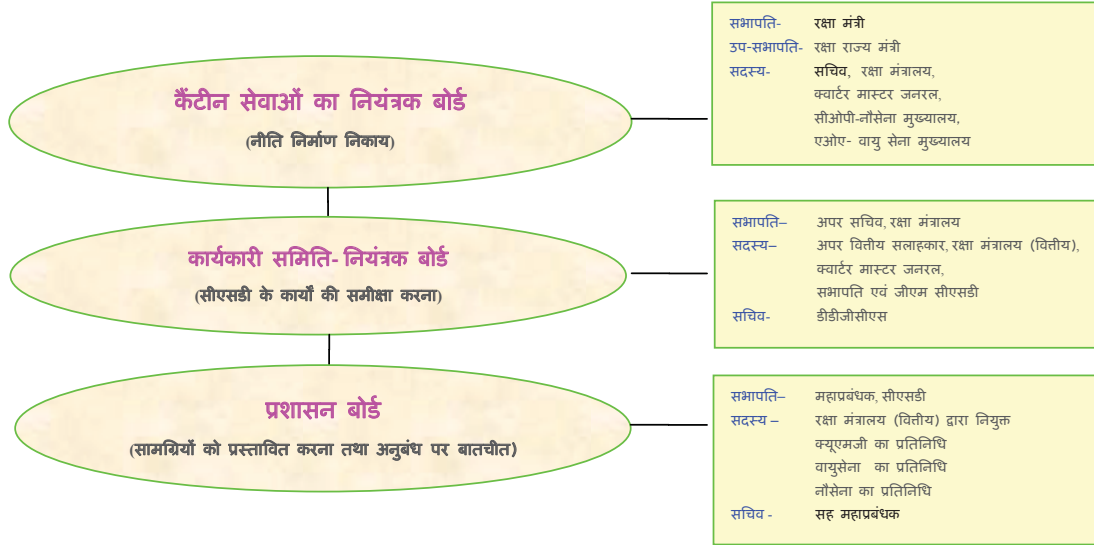 कैंटीन सेवाओं का नियंत्रक बोर्ड
(नीति निर्माण निकाय)
सभापति- रक्षा मंत्री
उप-सभापति- रक्षा राज्य मंत्री
सदस्य- सचिव, रक्षा मंत्रालय,
क्वार्टर मास्टर जनरल,
सीओपी-नौसेना मुख्यालय,
एओए- वायु सेना मुख्यालय
कार्यकारी समिति- नियंत्रक बोर्ड
(सीएसडी के कार्यों की समीक्षा करना)
सभापति– अपर सचिव, रक्षा मंत्रालय
सदस्य– अपर वित्तीय सलाहकार, रक्षा मंत्रालय (वित्तीय),
क्वार्टर मास्टर जनरल,
सभापति एवं जीएम सीएसडी
सचिव- डीडीजीसीएस
प्रशासन बोर्ड
(सामग्रियों को प्रस्तावित करना तथा अनुबंध पर बातचीत)
सभापति– महाप्रबंधक, सीएसडी
सदस्य – रक्षा मंत्रालय (वित्तीय) द्वारा नियुक्त
क्यूएमजी का प्रतिनिधि
वायुसेना का प्रतिनिधि
नौसेना का प्रतिनिधि
सचिव - सह महाप्रबंधक